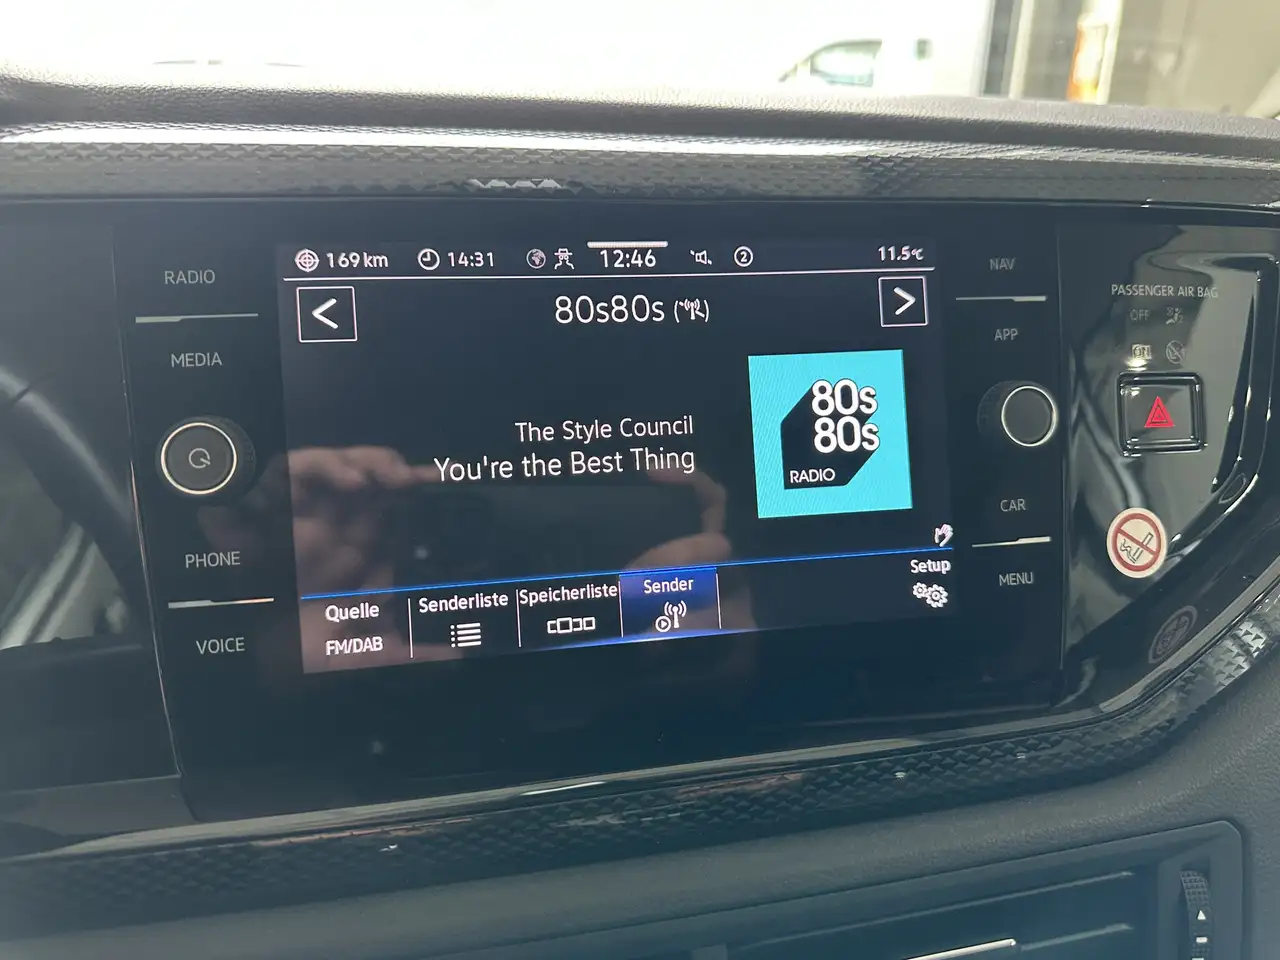 169 km 14:31 12:46 2 11.5°C
80s80s
RADIO
MEDIA
PHONE
VOICE
The Style Council
You're the Best Thing
80s
80s
RADIO
Quelle
FM/DAB
Senderliste
Speicherliste
Sender
Setup
NAV
APP
CAR
MENU
PASSENGER AIR BAG
OFF
ON